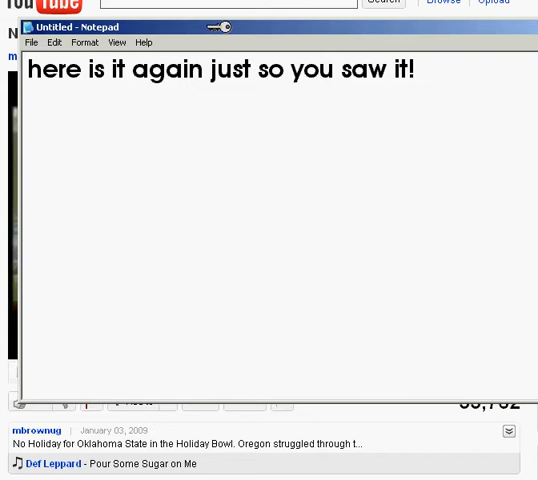 YouTube
Search
Browse
Upload
N
m
Untitled - Notepad
File Edit Format View Help
here is it again just so you saw it!
mbrownug | January 03, 2009
No Holiday for Oklahoma State in the Holiday Bowl. Oregon struggled through t...
Def Leppard - Pour Some Sugar on Me